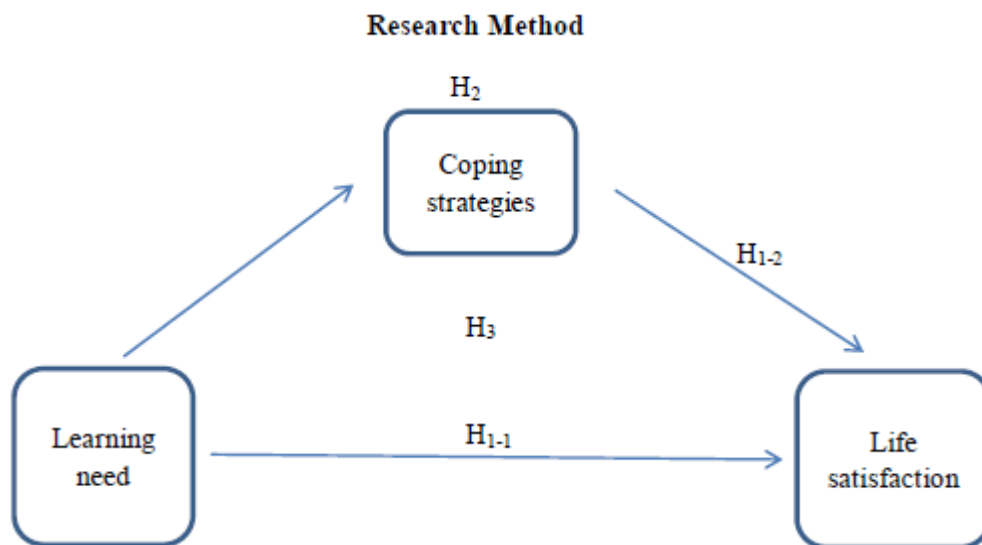 Research Method
H₂
Coping
strategies
H₁₋₂
H₃
Learning
need
H₁₋₁
Life
satisfaction